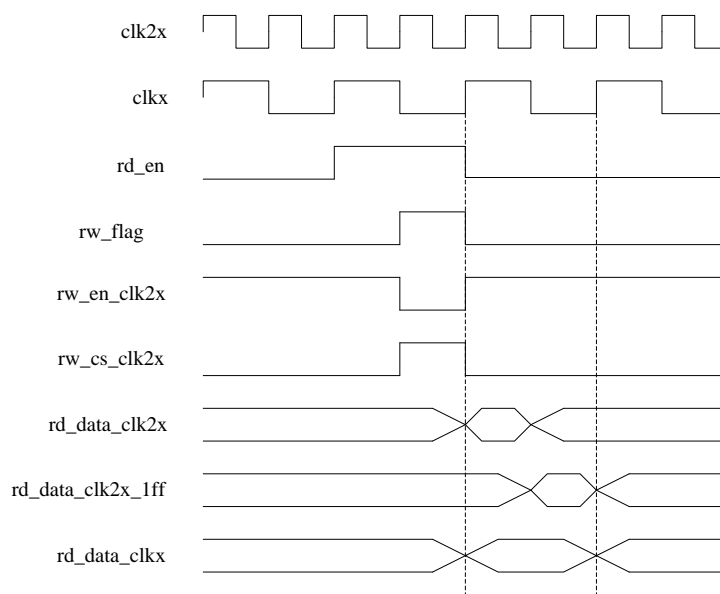 clk2x
clkx
rd_en
rw_flag
rw_en_clk2x
rw_cs_clk2x
rd_data_clk2x
rd_data_clk2x_1ff
rd_data_clkx